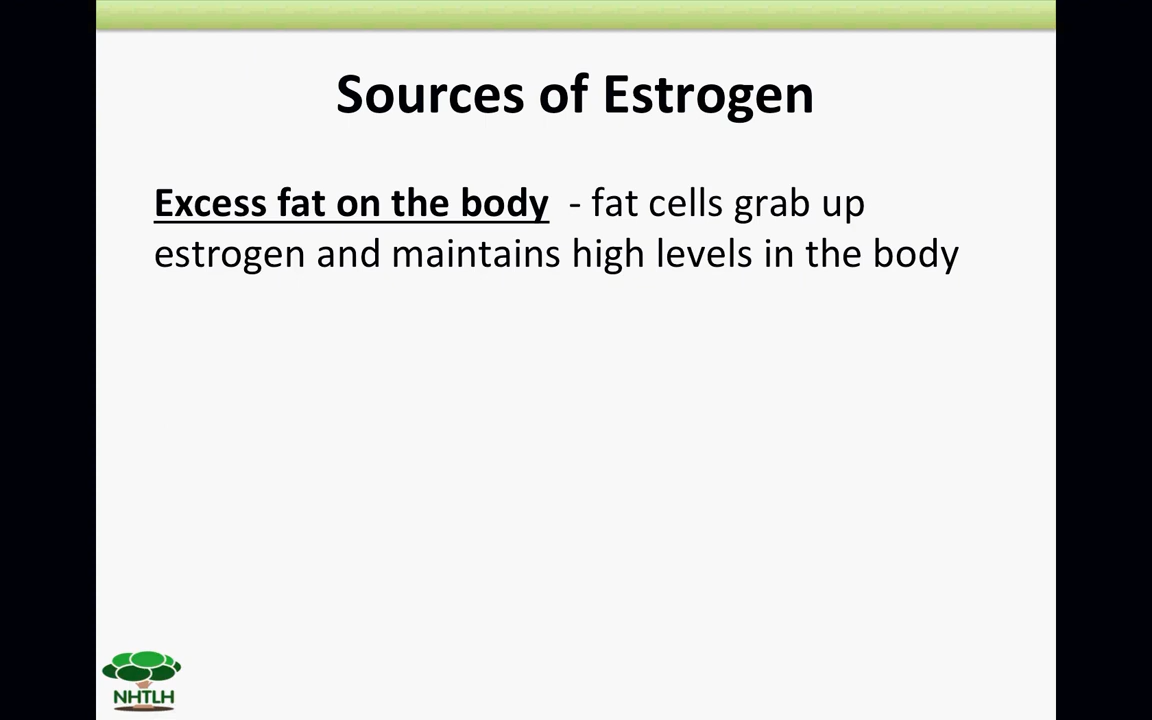 Sources of Estrogen
Excess fat on the body - fat cells grab up
estrogen and maintains high levels in the body
NHTLH